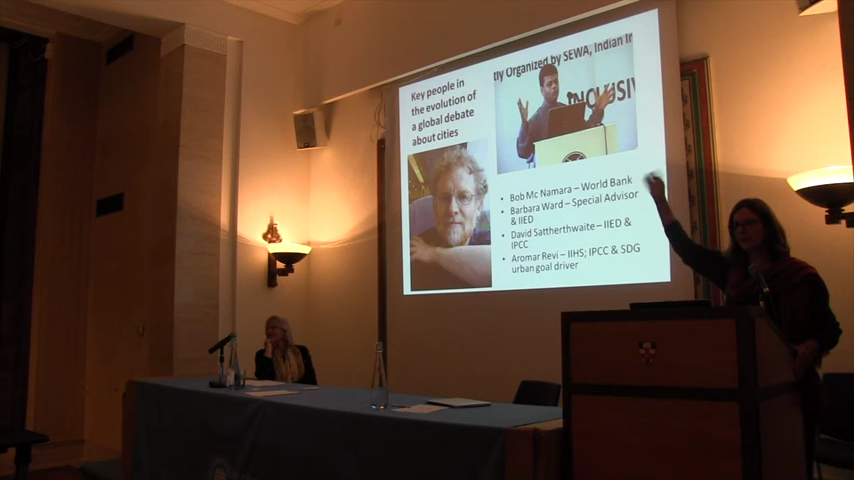 Key people in
the evolution of
a global debate
about cities
tly Organized by SEWA, Indian
INCLUSIV
• Bob Mc Namara – World Bank
• Barbara Ward – Special Advisor
& IIED
• David Sattherthwaite – IIED &
IPCC
• Aromar Revi – IIHS; IPCC & SDG
urban goal driver